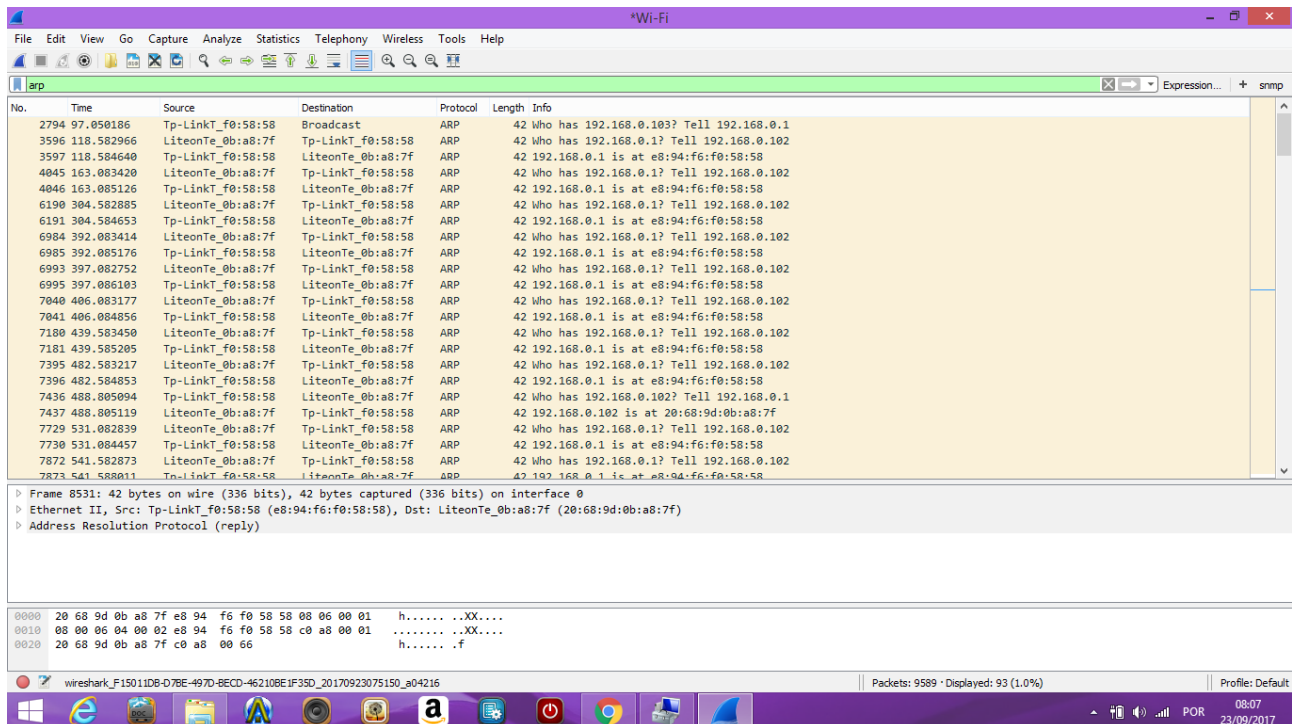 *Wi-Fi
File Edit View Go Capture Analyze Statistics Telephony Wireless Tools Help
arp Expression... + snmp
No. Time Source Destination Protocol Length Info
2794 97.050186 Tp-LinkT_f0:58:58 Broadcast ARP 42 Who has 192.168.0.103? Tell 192.168.0.1
3596 118.582966 LiteonTe_0b:a8:7f Tp-LinkT_f0:58:58 ARP 42 Who has 192.168.0.1? Tell 192.168.0.102
3597 118.584640 Tp-LinkT_f0:58:58 LiteonTe_0b:a8:7f ARP 42 192.168.0.1 is at e8:94:f6:f0:58:58
4045 163.083420 LiteonTe_0b:a8:7f Tp-LinkT_f0:58:58 ARP 42 Who has 192.168.0.1? Tell 192.168.0.102
4046 163.085126 Tp-LinkT_f0:58:58 LiteonTe_0b:a8:7f ARP 42 192.168.0.1 is at e8:94:f6:f0:58:58
6190 304.582885 LiteonTe_0b:a8:7f Tp-LinkT_f0:58:58 ARP 42 Who has 192.168.0.1? Tell 192.168.0.102
6191 304.584653 Tp-LinkT_f0:58:58 LiteonTe_0b:a8:7f ARP 42 192.168.0.1 is at e8:94:f6:f0:58:58
6984 392.083414 LiteonTe_0b:a8:7f Tp-LinkT_f0:58:58 ARP 42 Who has 192.168.0.1? Tell 192.168.0.102
6985 392.085176 Tp-LinkT_f0:58:58 LiteonTe_0b:a8:7f ARP 42 192.168.0.1 is at e8:94:f6:f0:58:58
6993 397.082752 LiteonTe_0b:a8:7f Tp-LinkT_f0:58:58 ARP 42 Who has 192.168.0.1? Tell 192.168.0.102
6995 397.086103 Tp-LinkT_f0:58:58 LiteonTe_0b:a8:7f ARP 42 192.168.0.1 is at e8:94:f6:f0:58:58
7040 406.083177 LiteonTe_0b:a8:7f Tp-LinkT_f0:58:58 ARP 42 Who has 192.168.0.1? Tell 192.168.0.102
7041 406.084856 Tp-LinkT_f0:58:58 LiteonTe_0b:a8:7f ARP 42 192.168.0.1 is at e8:94:f6:f0:58:58
7180 439.583450 LiteonTe_0b:a8:7f Tp-LinkT_f0:58:58 ARP 42 Who has 192.168.0.1? Tell 192.168.0.102
7181 439.585205 Tp-LinkT_f0:58:58 LiteonTe_0b:a8:7f ARP 42 192.168.0.1 is at e8:94:f6:f0:58:58
7395 482.583217 LiteonTe_0b:a8:7f Tp-LinkT_f0:58:58 ARP 42 Who has 192.168.0.1? Tell 192.168.0.102
7396 482.584853 Tp-LinkT_f0:58:58 LiteonTe_0b:a8:7f ARP 42 192.168.0.1 is at e8:94:f6:f0:58:58
7436 488.805094 Tp-LinkT_f0:58:58 LiteonTe_0b:a8:7f ARP 42 Who has 192.168.0.102? Tell 192.168.0.1
7437 488.805119 LiteonTe_0b:a8:7f Tp-LinkT_f0:58:58 ARP 42 192.168.0.102 is at 20:68:9d:0b:a8:7f
7729 531.082839 LiteonTe_0b:a8:7f Tp-LinkT_f0:58:58 ARP 42 Who has 192.168.0.1? Tell 192.168.0.102
7730 531.084457 Tp-LinkT_f0:58:58 LiteonTe_0b:a8:7f ARP 42 192.168.0.1 is at e8:94:f6:f0:58:58
7872 541.582873 LiteonTe_0b:a8:7f Tp-LinkT_f0:58:58 ARP 42 Who has 192.168.0.1? Tell 192.168.0.102
7873 541.588011 Tp-LinkT_f0:58:58 LiteonTe_0b:a8:7f ARP 42 192.168.0.1 is at e8:94:f6:f0:58:58
Frame 8531: 42 bytes on wire (336 bits), 42 bytes captured (336 bits) on interface 0
Ethernet II, Src: Tp-LinkT_f0:58:58 (e8:94:f6:f0:58:58), Dst: LiteonTe_0b:a8:7f (20:68:9d:0b:a8:7f)
Address Resolution Protocol (reply)
0000 20 68 9d 0b a8 7f e8 94 f6 f0 58 58 08 06 00 01 h...... ..XX....
0010 08 00 06 04 00 02 e8 94 f6 f0 58 58 c0 a8 00 01 ........ ..XX....
0020 20 68 9d 0b a8 7f c0 a8 00 66 h...... .f
wireshark_F15011DB-D7BE-497D-BECD-46210BE1F35D_20170923075150_a04216 Packets: 9589 · Displayed: 93 (1.0%) Profile: Default
DOC a POR 08:07
23/09/2017